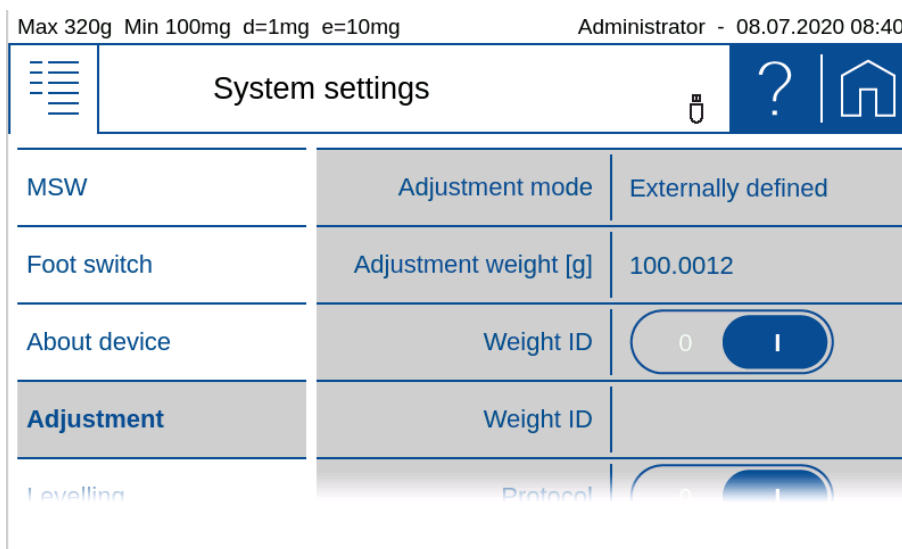 Max 320g Min 100mg d=1mg e=10mg Administrator - 08.07.2020 08:40
System settings ?
MSW Adjustment mode Externally defined
Foot switch Adjustment weight [g] 100.0012
About device Weight ID 0 I
Adjustment Weight ID
Levelling Protocol 0 I